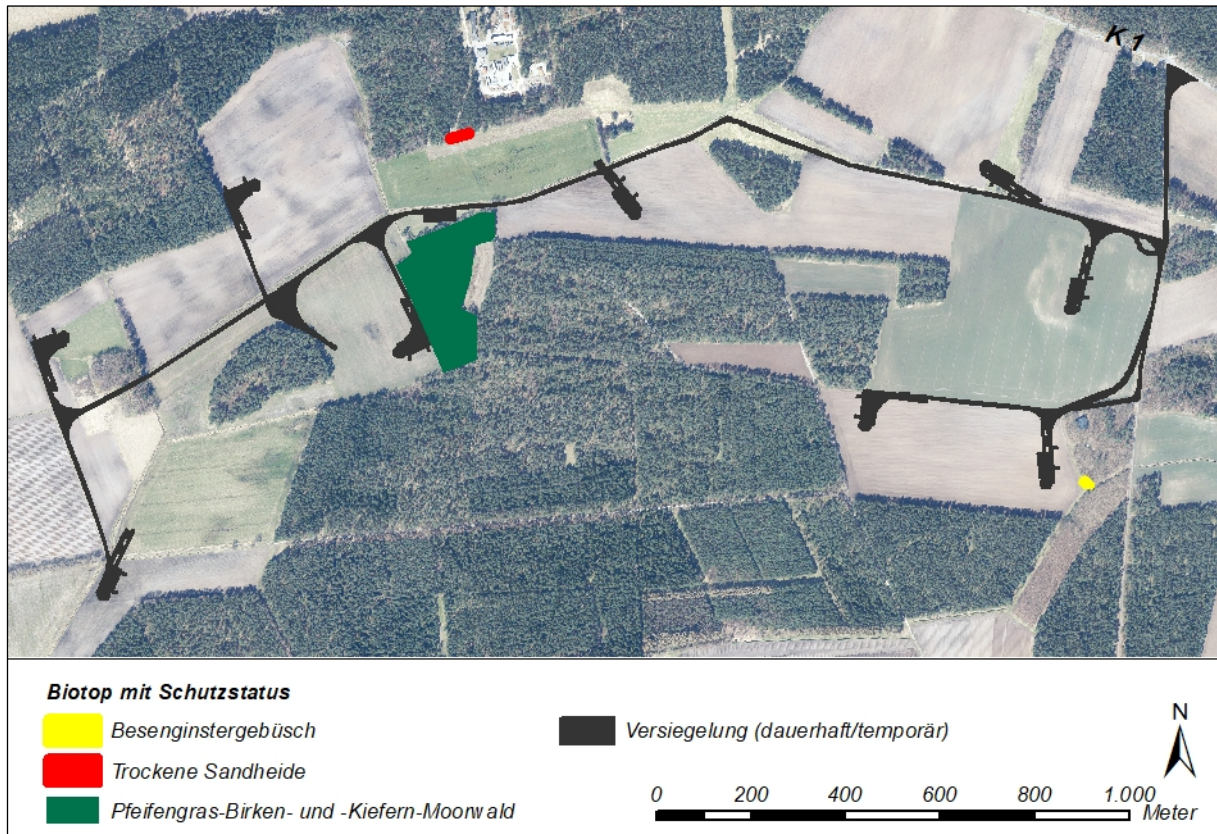 K 1
Biotop mit Schutzstatus
Besenginstergebüsch
Trockene Sandheide
Pfeifengras-Birken- und -Kiefern-Moorwald
Versiegelung (dauerhaft/temporär)
N
0 200 400 600 800 1.000
Meter